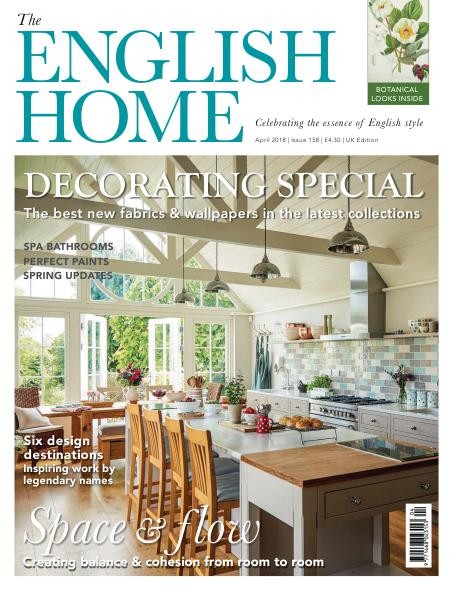 The
ENGLISH
HOME
BOTANICAL
LOOKS INSIDE
Celebrating the essence of English style
April 2018 | Issue 158 | £4.30 | UK Edition
DECORATING SPECIAL
The best new fabrics & wallpapers in the latest collections
SPA BATHROOMS
PERFECT PAINTS
SPRING UPDATES
Six design
destinations
Inspiring work by
legendary names
Space & flow
Creating balance & cohesion from room to room
04